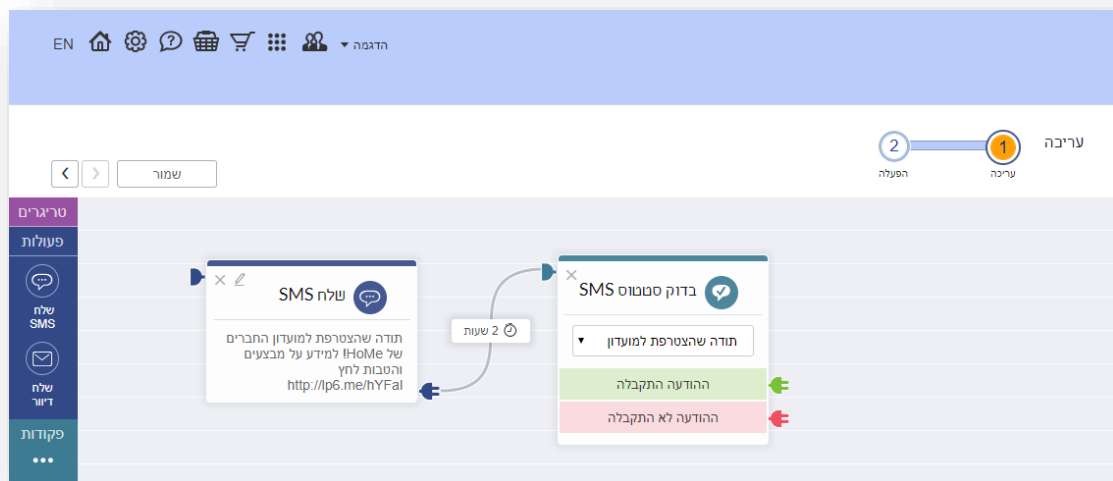 EN
הדגמה
עריכה
1
2
עריכה
הפעלה
שמור
טריגרים
פעולות
שלח
SMS
שלח
דיוור
פקודות
שלח SMS
תודה שהצטרפת למועדון החברים
של HoMe! למידע על מבצעים
והטבות לחץ
http://lp6.me/hYFaI
2 שעות
בדוק סטטוס SMS
תודה שהצטרפת למועדון
ההודעה התקבלה
ההודעה לא התקבלה